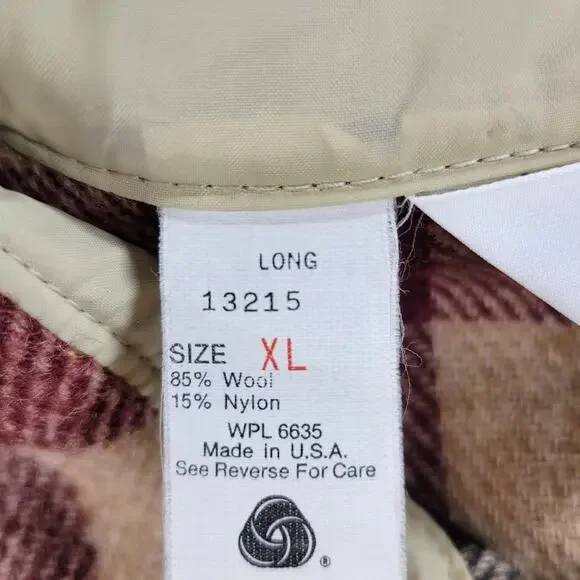 LONG
13215
SIZE XL
85% Wool
15% Nylon
WPL 6635
Made in U.S.A.
See Reverse For Care
®